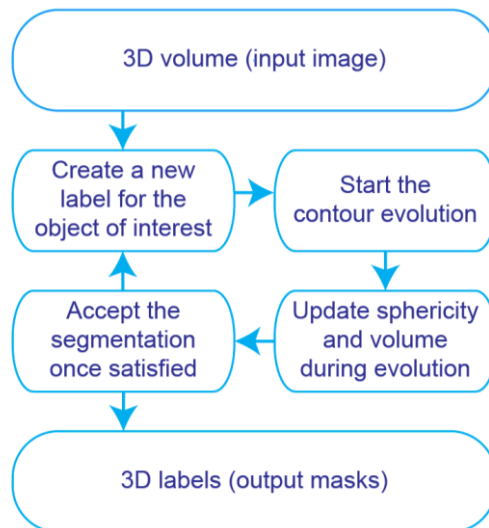 3D volume (input image)
Create a new
label for the
object of interest
Start the
contour evolution
Update sphericity
and volume
during evolution
Accept the
segmentation
once satisfied
3D labels (output masks)